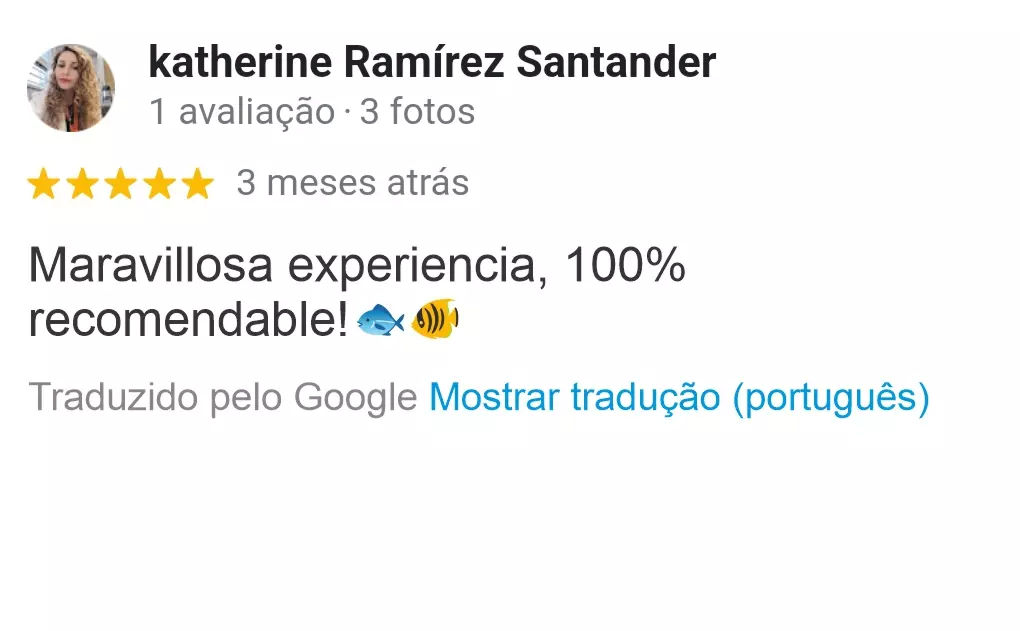 katherine Ramírez Santander
1 avaliação · 3 fotos
3 meses atrás
Maravillosa experiencia, 100%
recomendable!🐟🐠
Traduzido pelo Google Mostrar tradução (português)